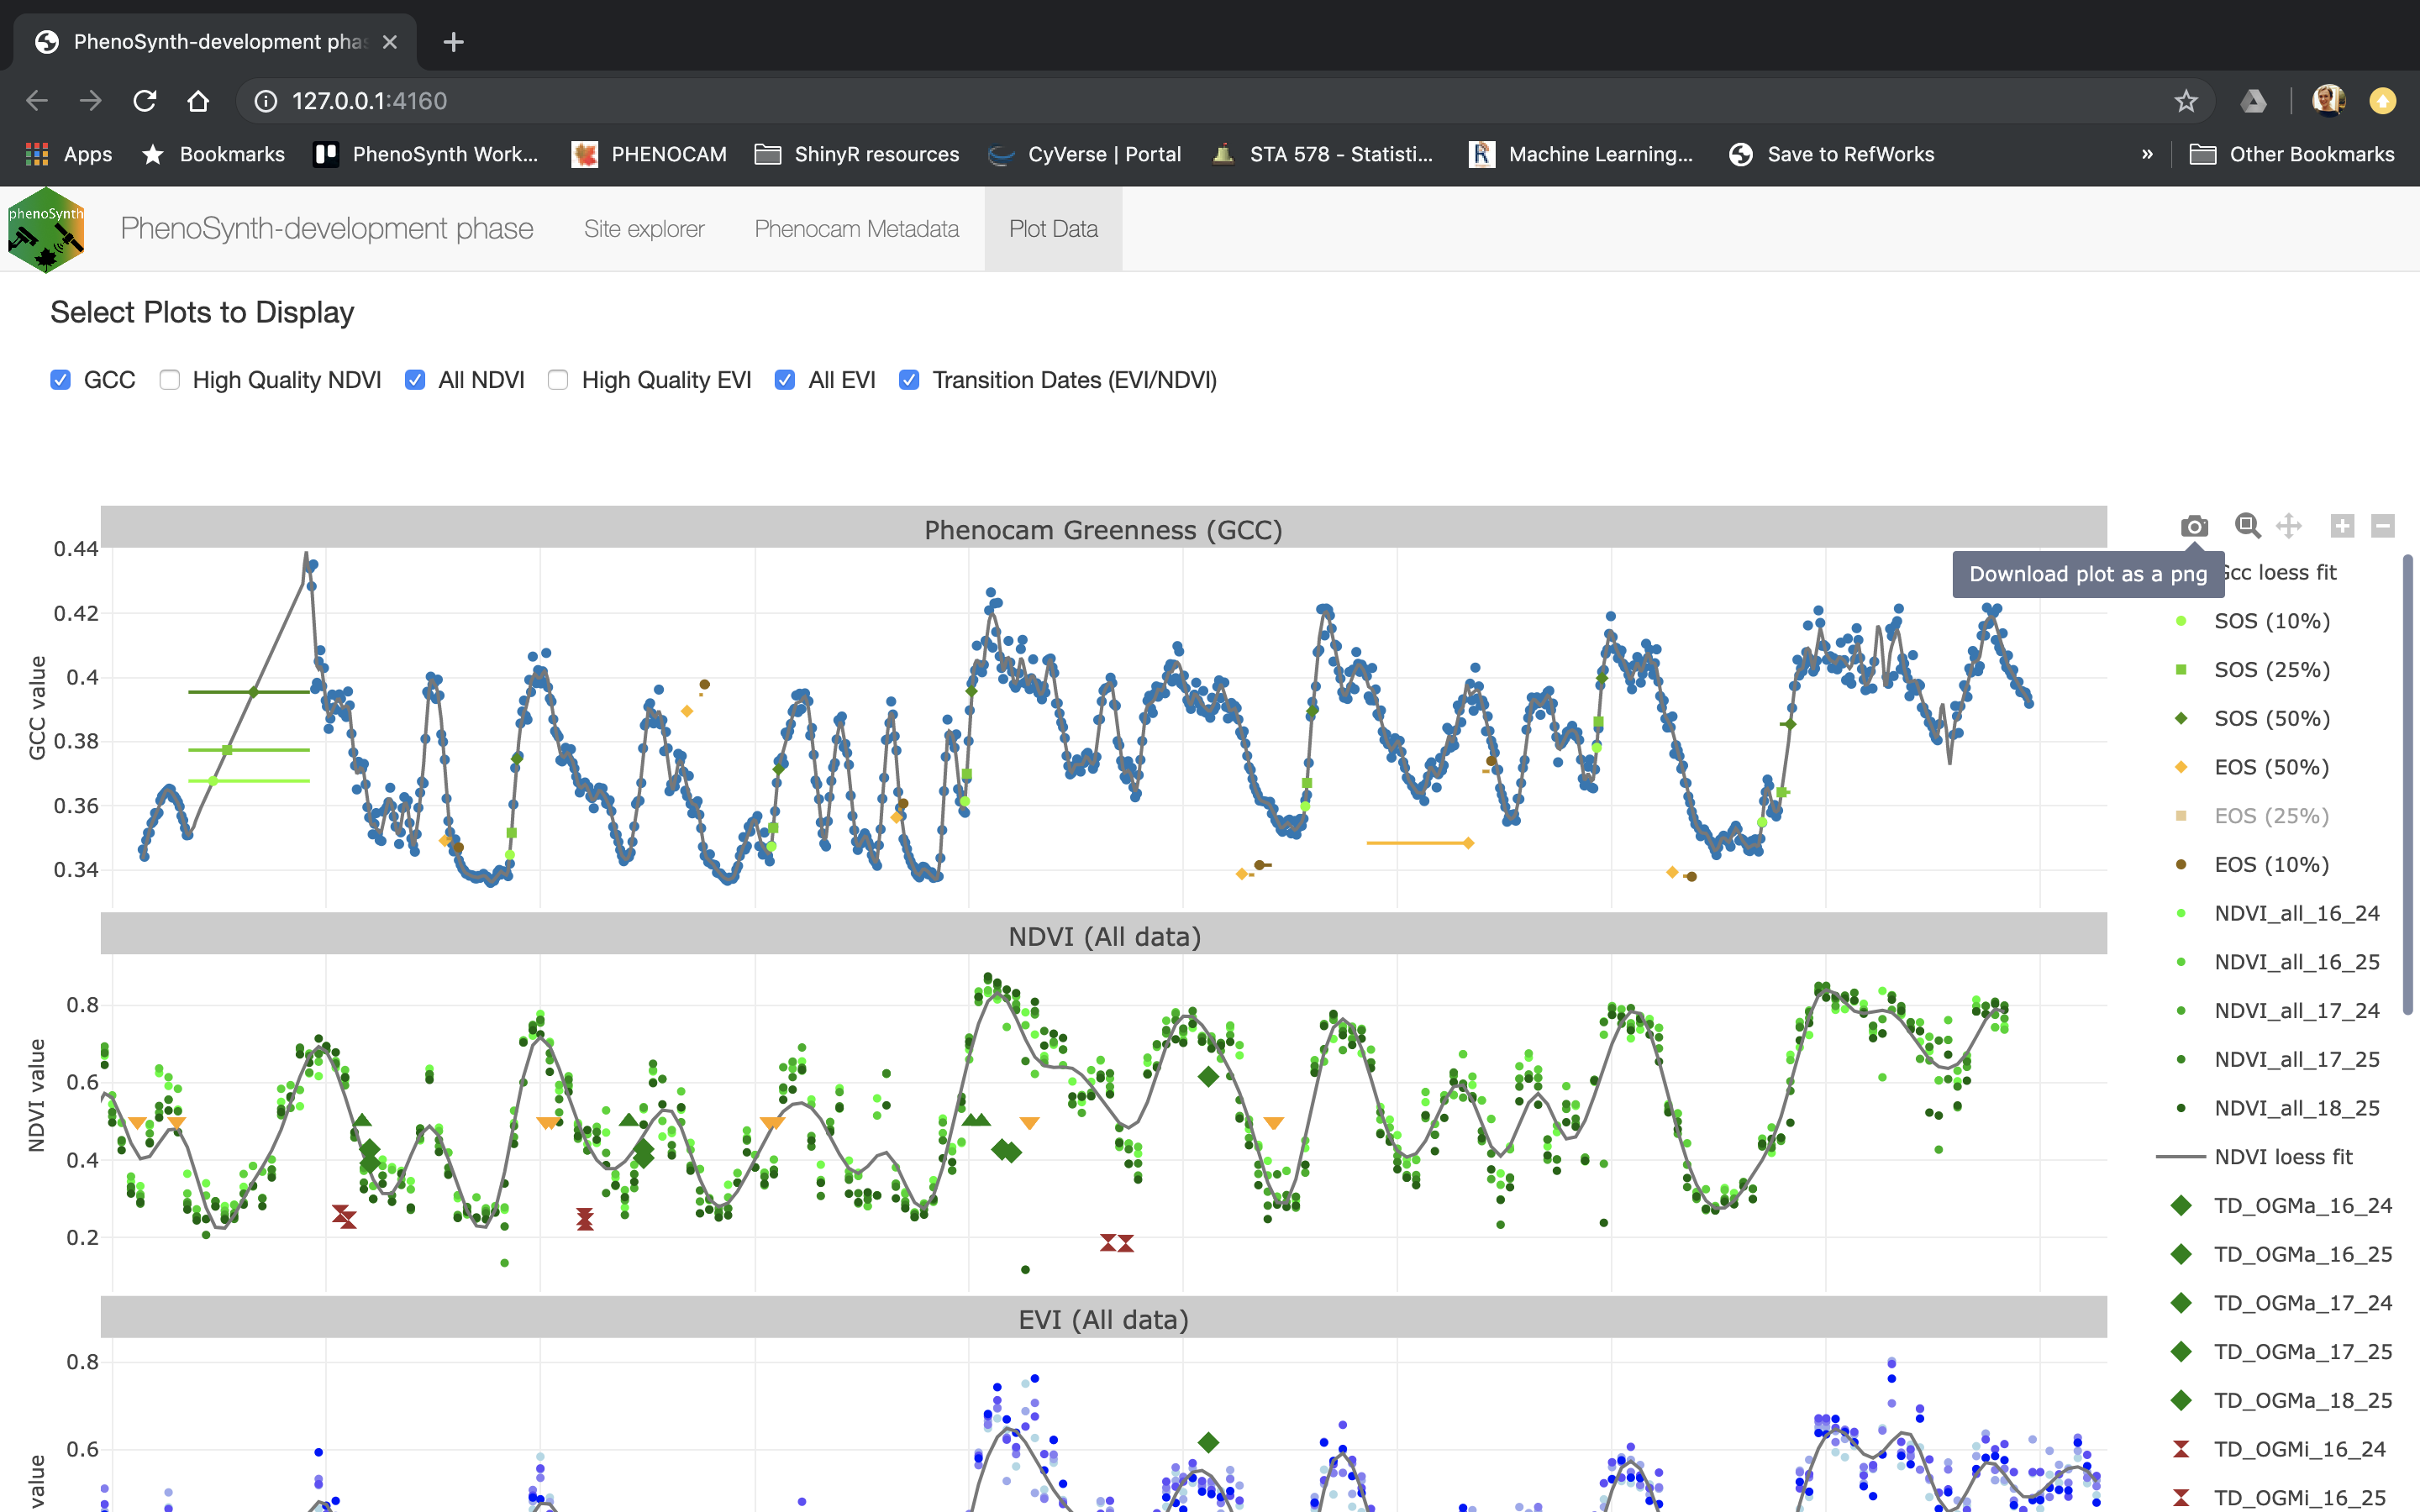 PhenoSynth-development pha
127.0.0.1:4160
Apps Bookmarks PhenoSynth Work... PHENOCAM ShinyR resources CyVerse | Portal STA 578 - Statisti... Machine Learning... Save to RefWorks » Other Bookmarks
phenoSynth
PhenoSynth-development phase Site explorer Phenocam Metadata Plot Data
Select Plots to Display
GCC High Quality NDVI All NDVI High Quality EVI All EVI Transition Dates (EVI/NDVI)
Phenocam Greenness (GCC)
Download plot as a png
GCC value
0.44
0.42
0.4
0.38
0.36
0.34
Gcc loess fit
SOS (10%)
SOS (25%)
SOS (50%)
EOS (50%)
EOS (25%)
EOS (10%)
NDVI_all_16_24
NDVI_all_16_25
NDVI_all_17_24
NDVI_all_17_25
NDVI_all_18_25
NDVI loess fit
TD_OGMa_16_24
TD_OGMa_16_25
TD_OGMa_17_24
TD_OGMa_17_25
TD_OGMa_18_25
TD_OGMi_16_24
TD_OGMi_16_25
NDVI (All data)
NDVI value
0.8
0.6
0.4
0.2
EVI (All data)
value
0.8
0.6